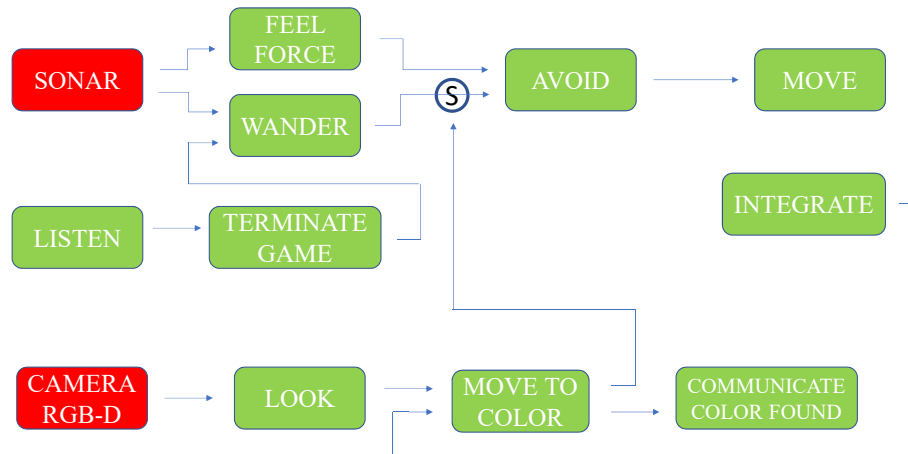 FEEL
FORCE
SONAR
AVOID
MOVE
S
WANDER
INTEGRATE
LISTEN
TERMINATE
GAME
CAMERA
RGB-D
LOOK
MOVE TO
COLOR
COMMUNICATE
COLOR FOUND